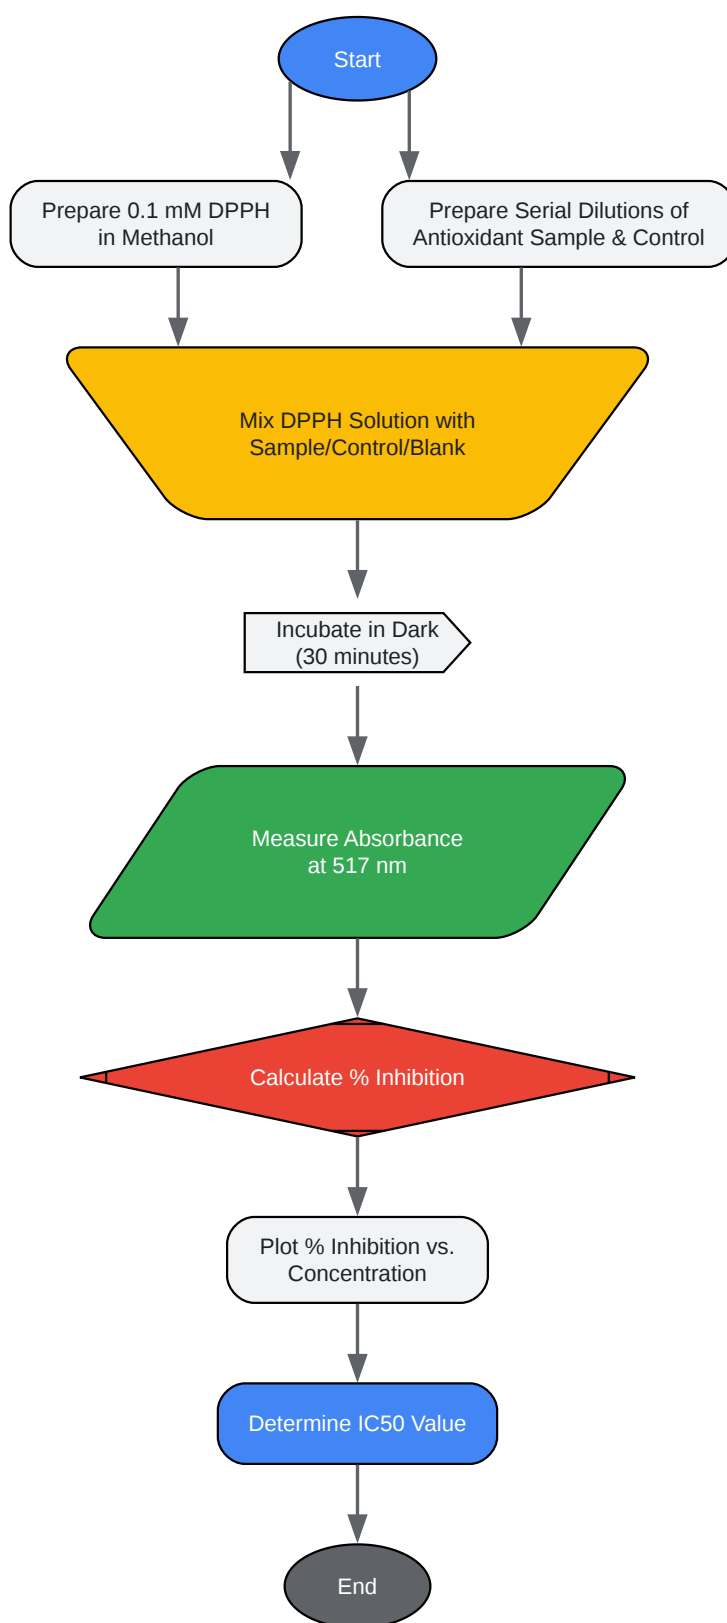 Start
Prepare 0.1 mM DPPH
in Methanol
Prepare Serial Dilutions of
Antioxidant Sample & Control
Mix DPPH Solution with
Sample/Control/Blank
Incubate in Dark
(30 minutes)
Measure Absorbance
at 517 nm
Calculate % Inhibition
Plot % Inhibition vs.
Concentration
Determine IC50 Value
End